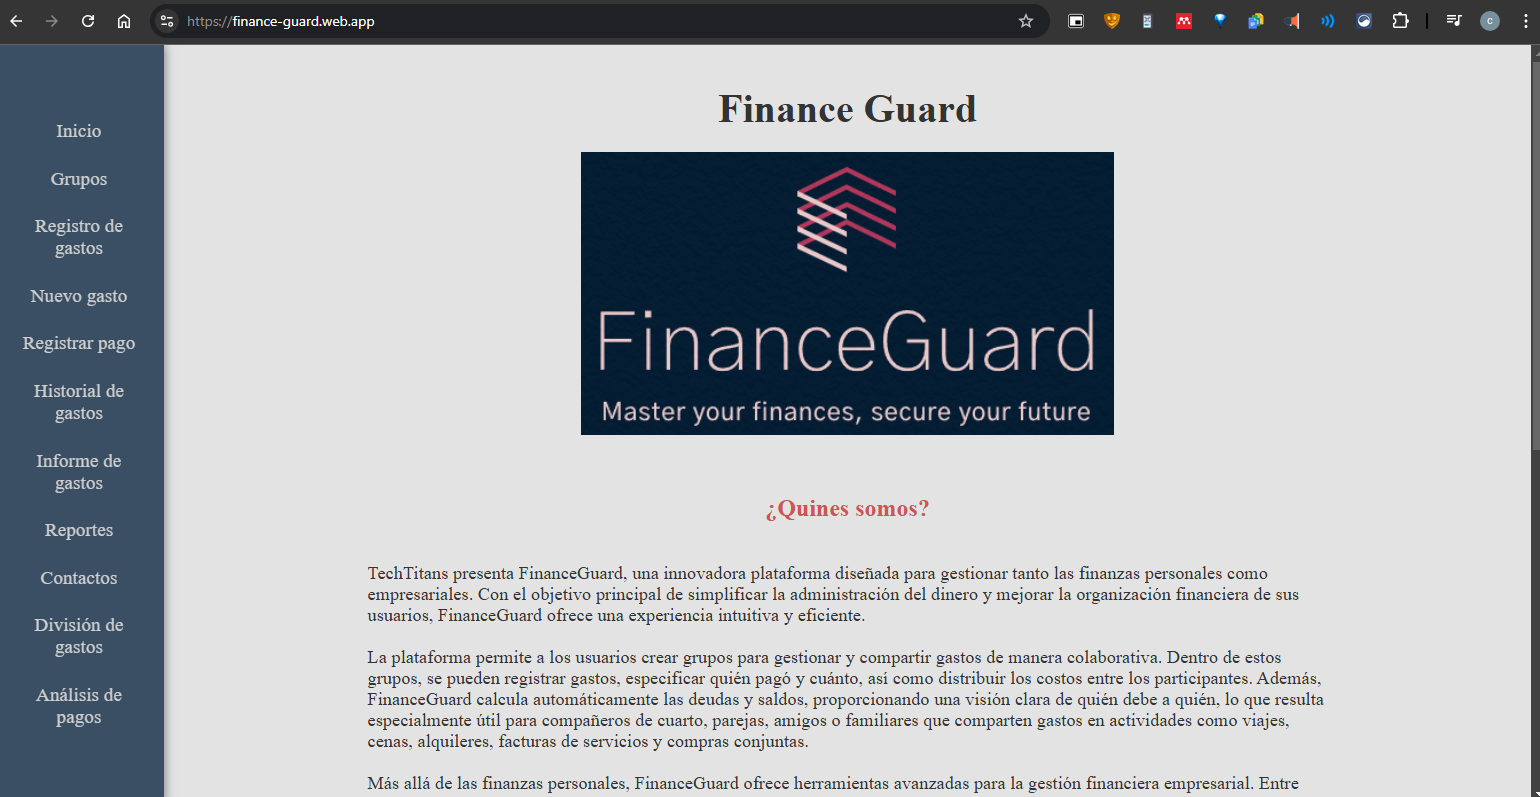 https://finance-guard.web.app
C
Inicio
Grupos
Registro de
gastos
Nuevo gasto
Registrar pago
Historial de
gastos
Informe de
gastos
Reportes
Contactos
División de
gastos
Análisis de
pagos
Finance Guard
FinanceGuard
Master your finances, secure your future
¿Quines somos?
TechTitans presenta FinanceGuard, una innovadora plataforma diseñada para gestionar tanto las finanzas personales como
empresariales. Con el objetivo principal de simplificar la administración del dinero y mejorar la organización financiera de sus
usuarios, FinanceGuard ofrece una experiencia intuitiva y eficiente.
La plataforma permite a los usuarios crear grupos para gestionar y compartir gastos de manera colaborativa. Dentro de estos
grupos, se pueden registrar gastos, especificar quién pagó y cuánto, así como distribuir los costos entre los participantes. Además,
FinanceGuard calcula automáticamente las deudas y saldos, proporcionando una visión clara de quién debe a quién, lo que resulta
especialmente útil para compañeros de cuarto, parejas, amigos o familiares que comparten gastos en actividades como viajes,
cenas, alquileres, facturas de servicios y compras conjuntas.
Más allá de las finanzas personales, FinanceGuard ofrece herramientas avanzadas para la gestión financiera empresarial. Entre